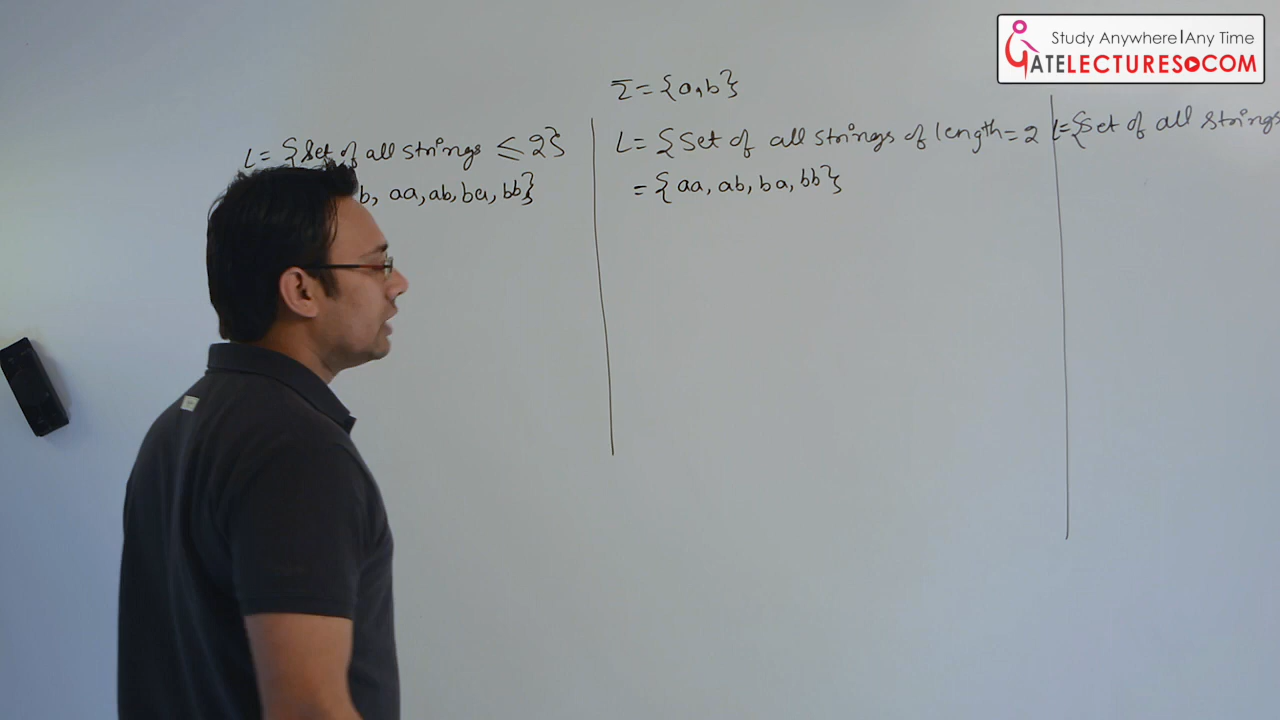 Study Anywhere|Any Time
GATELECTURES.COM
Σ = {a,b}
L = {Set of all strings ≤ 2}
b, aa, ab, ba, bb}
L = {Set of all strings of length = 2
= {aa, ab, ba, bb}
L = {Set of all strings